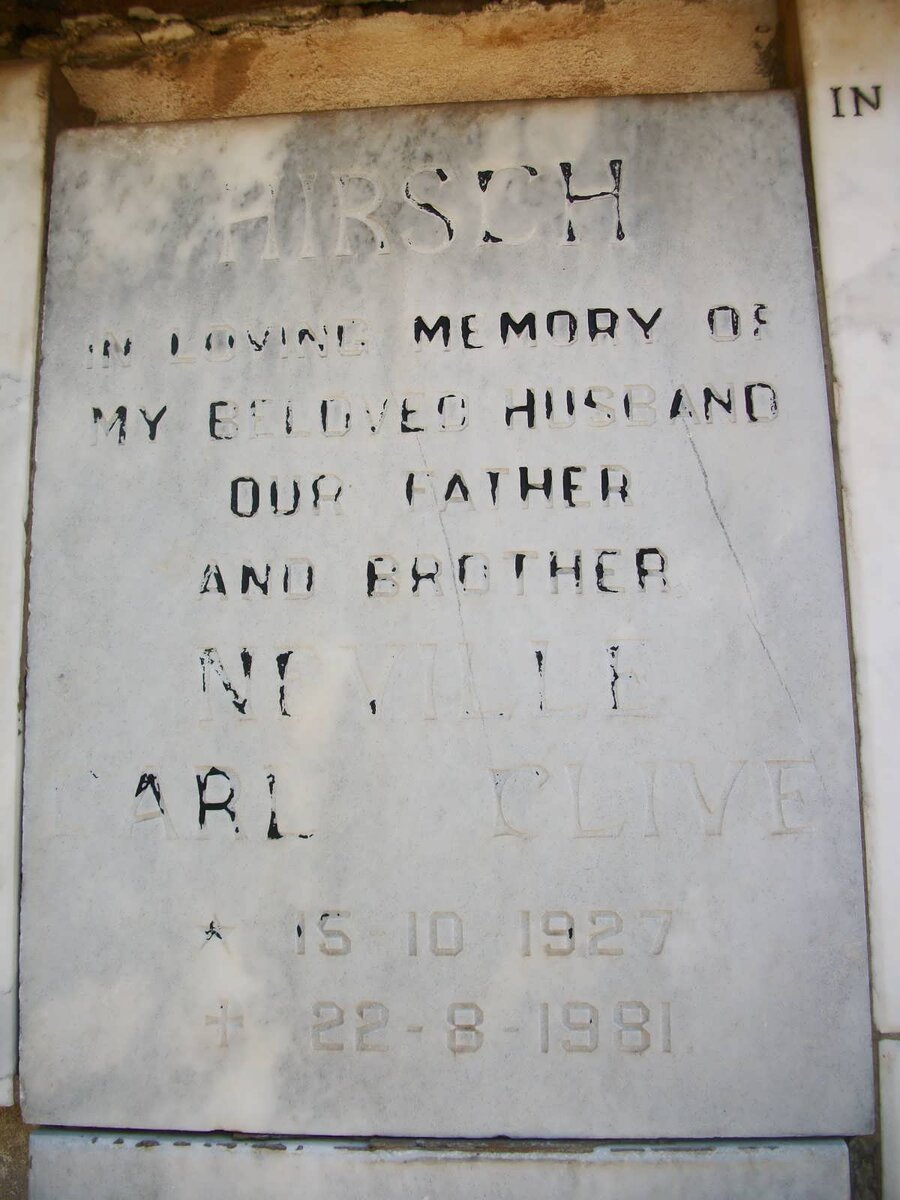 HIRSCH
IN LOVING MEMORY OF
MY BELOVED HUSBAND
OUR FATHER
AND BROTHER
NEVILLE
EARL CLIVE
★ 15-10 1927
✝ 22-8-1981
IN